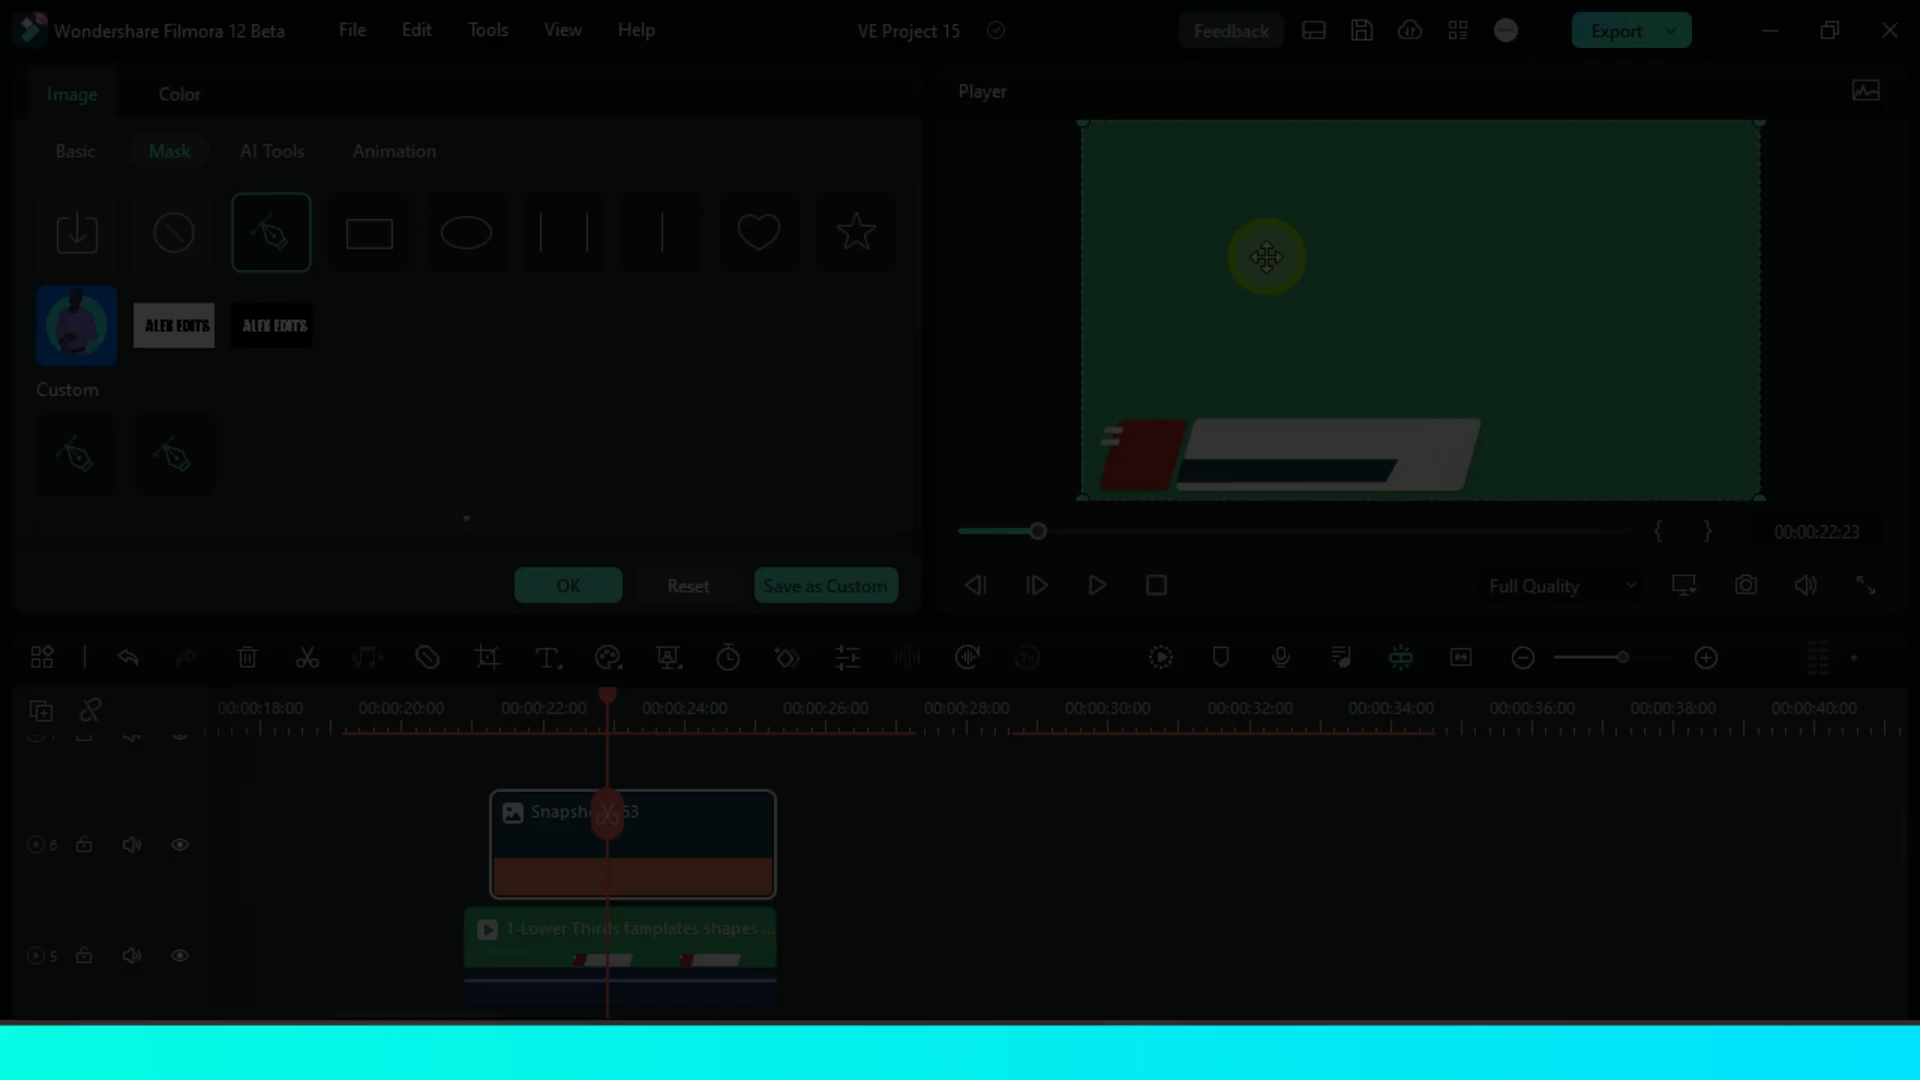 Wondershare Filmora 12 Beta File Edit Tools View Help VE Project 15 Feedback Export
Image Color
Basic Mask AI Tools Animation
ALEX EDITS ALEX EDITS
Custom
OK Reset Save as Custom
Player
00:00:22:23
Full Quality
00:00:18:00 00:00:20:00 00:00:22:00 00:00:24:00 00:00:26:00 00:00:28:00 00:00:30:00 00:00:32:00 00:00:34:00 00:00:36:00 00:00:38:00 00:00:40:00
6 53
5 1-Lower Thirds tamplates shapes ...